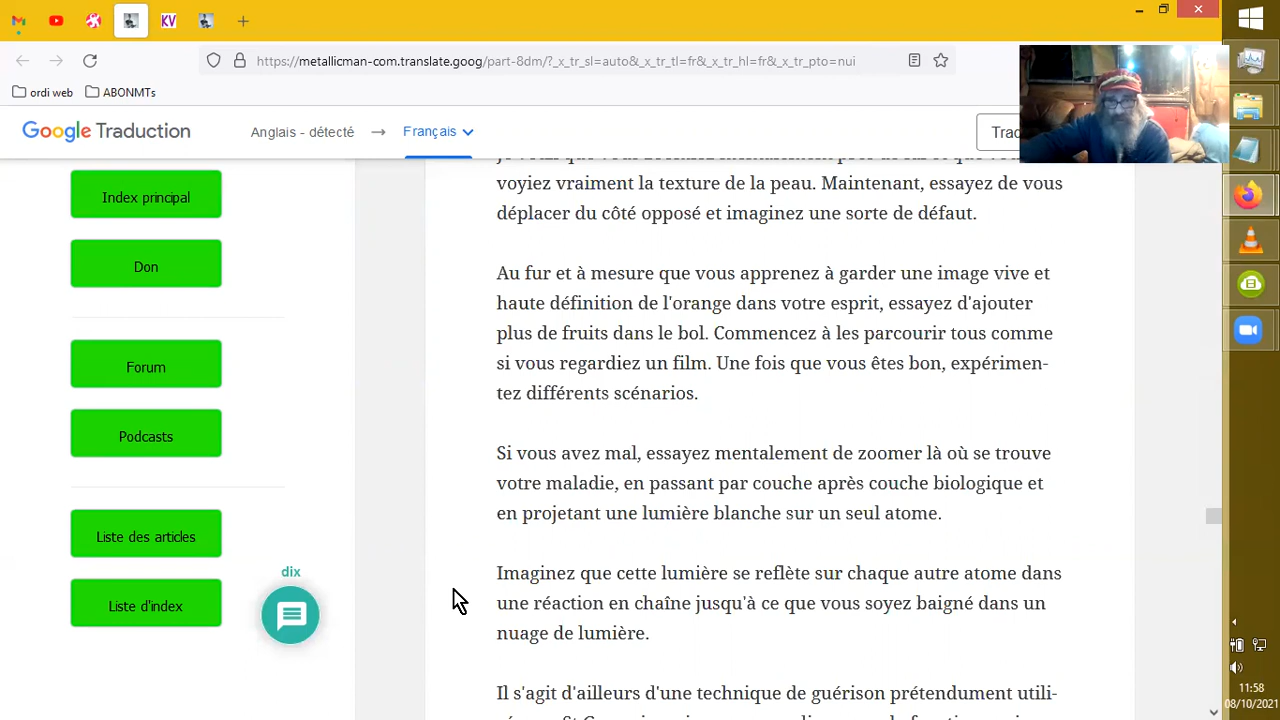 KV
https://metallicman-com.translate.goog/part-8dm/?_x_tr_sl=auto&_x_tr_tl=fr&_x_tr_hl=fr&_x_tr_pto=nui
ordi web
ABONMTs
Google Traduction
Anglais - détecté
Français
voyiez vraiment la texture de la peau. Maintenant, essayez de vous
déplacer du côté opposé et imaginez une sorte de défaut.
Au fur et à mesure que vous apprenez à garder une image vive et
haute définition de l'orange dans votre esprit, essayez d'ajouter
plus de fruits dans le bol. Commencez à les parcourir tous comme
si vous regardiez un film. Une fois que vous êtes bon, expérimen-
tez différents scénarios.
Si vous avez mal, essayez mentalement de zoomer là où se trouve
votre maladie, en passant par couche après couche biologique et
en projetant une lumière blanche sur un seul atome.
Imaginez que cette lumière se reflète sur chaque autre atome dans
une réaction en chaîne jusqu'à ce que vous soyez baigné dans un
nuage de lumière.
Il s'agit d'ailleurs d'une technique de guérison prétendument utili-
Index principal
Don
Forum
Podcasts
Liste des articles
Liste d'index
dix
11:58
08/10/2021